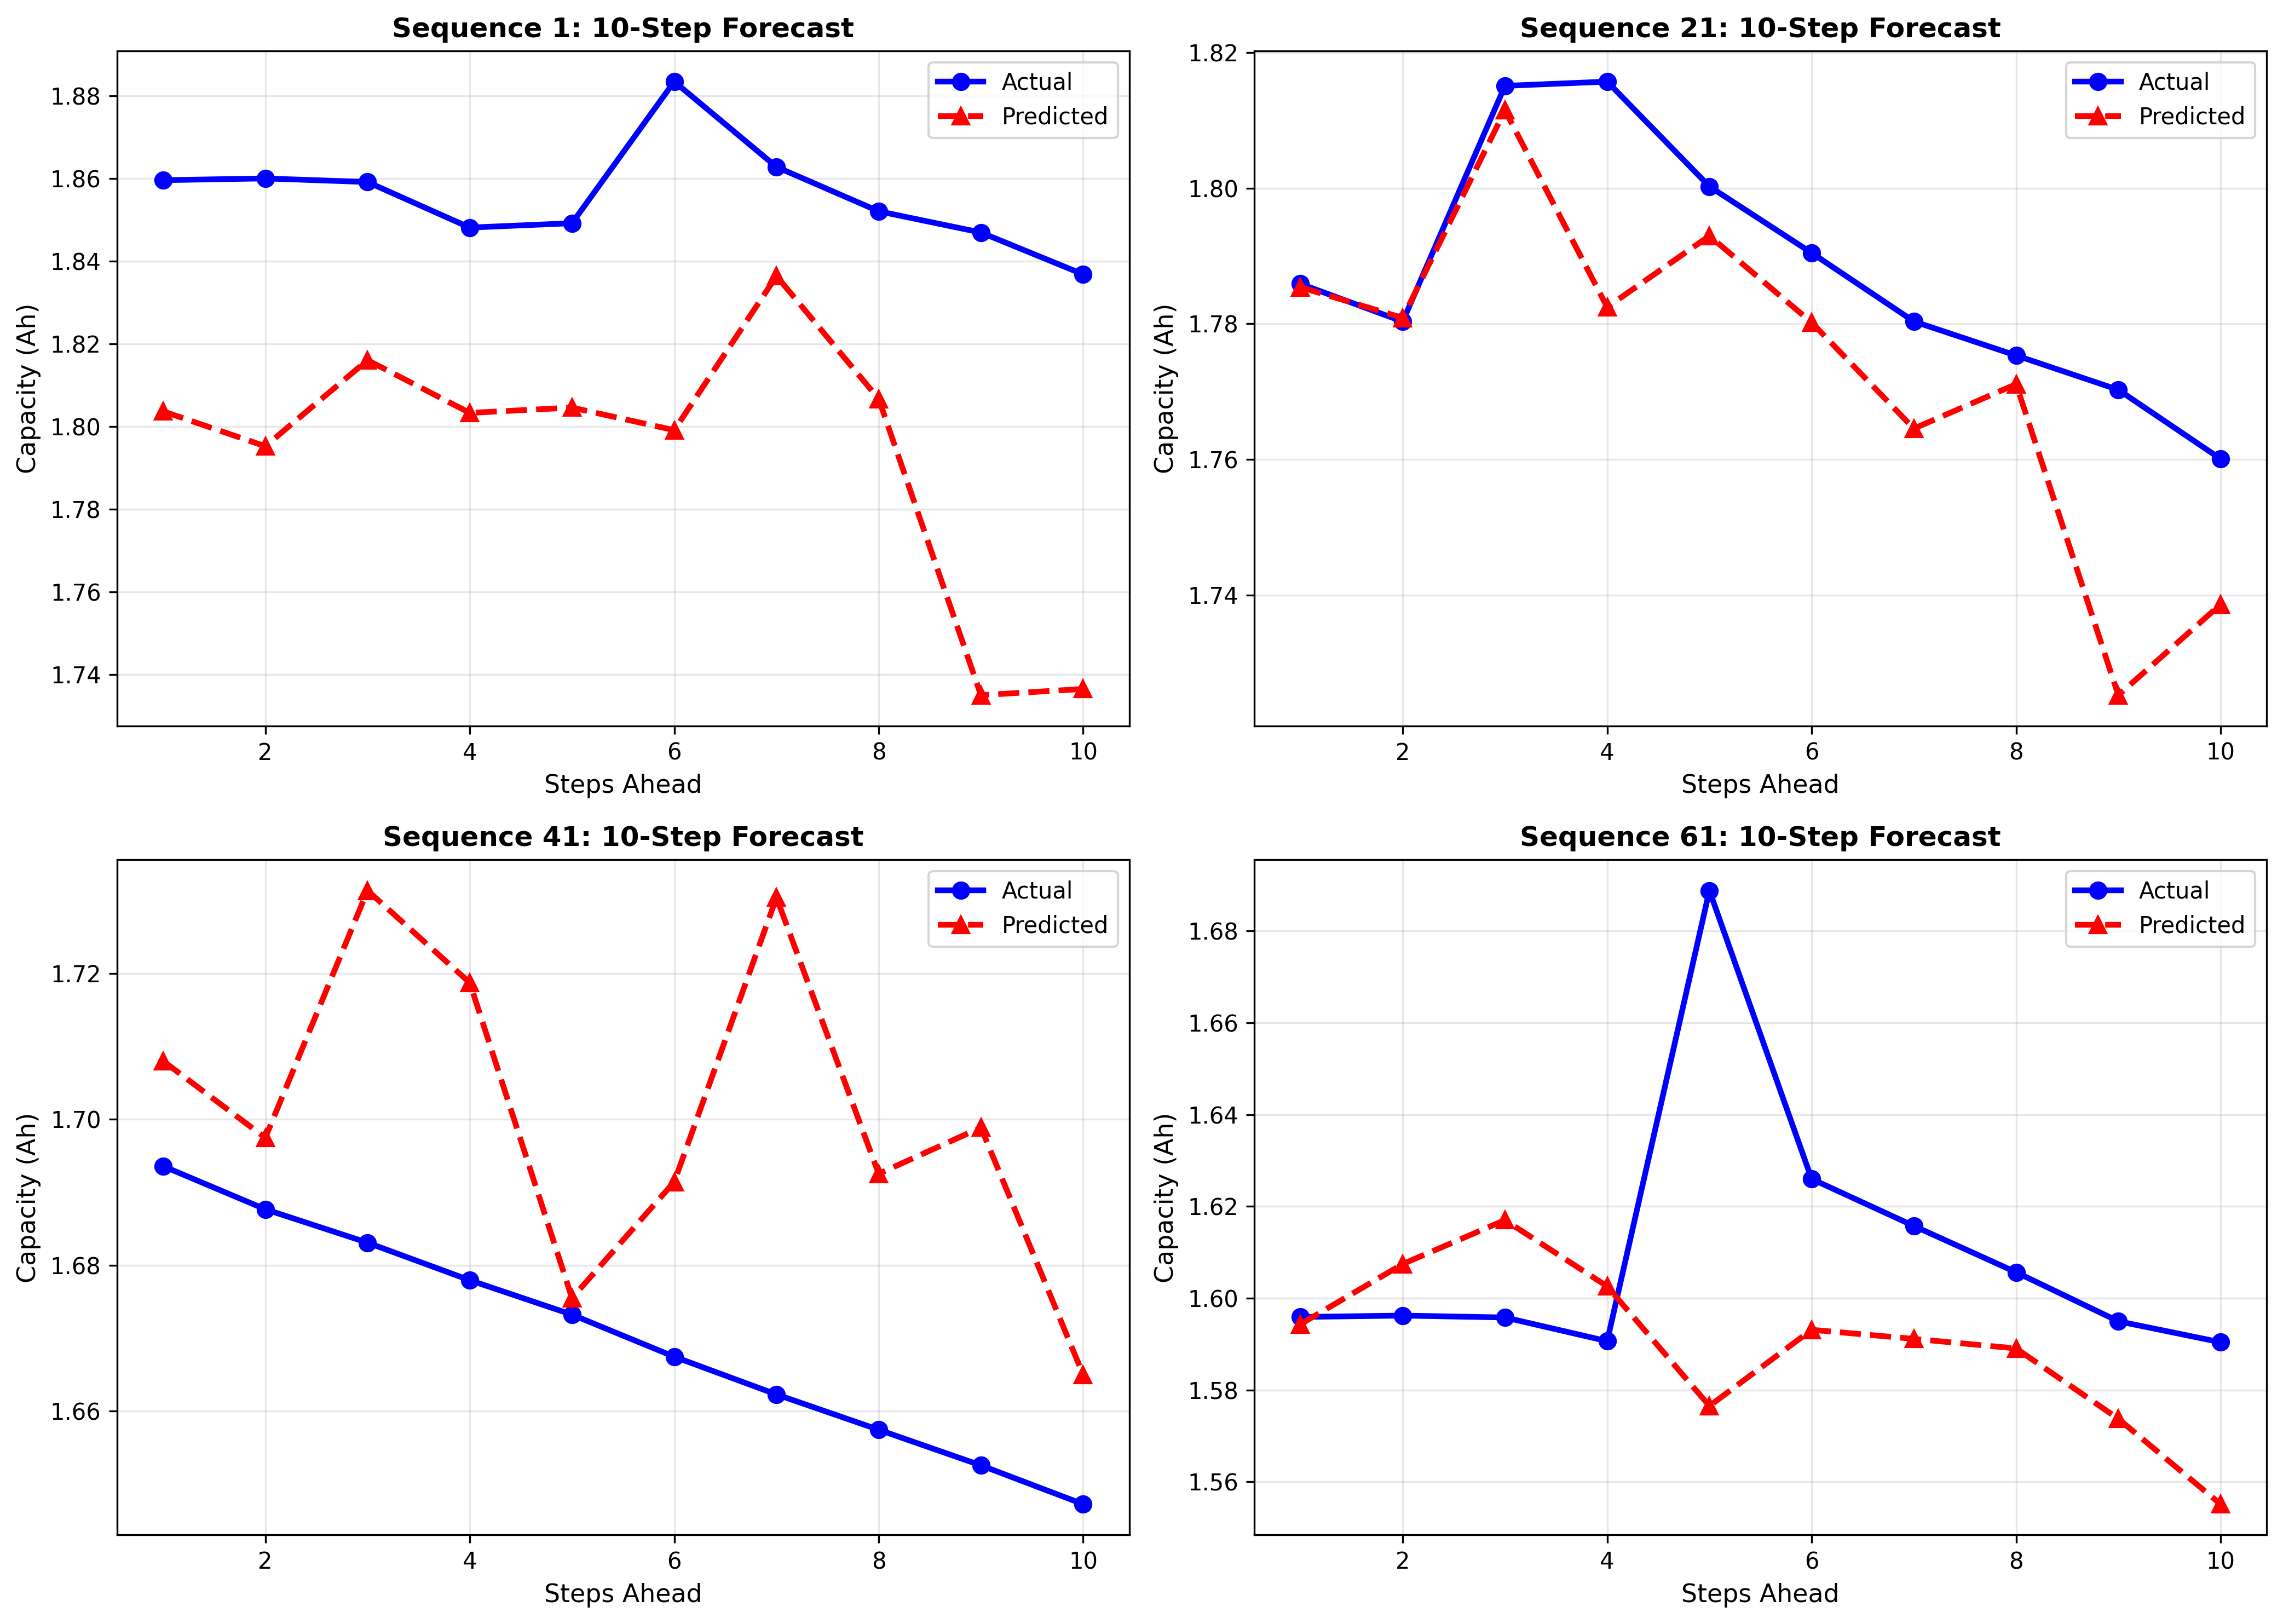 Sequence 1: 10-Step Forecast
Capacity (Ah)
1.88
1.86
1.84
1.82
1.80
1.78
1.76
1.74
Actual
Predicted
2 4 6 8 10
Steps Ahead
Sequence 21: 10-Step Forecast
Capacity (Ah)
1.82
1.80
1.78
1.76
1.74
Actual
Predicted
2 4 6 8 10
Steps Ahead
Sequence 41: 10-Step Forecast
Capacity (Ah)
1.72
1.70
1.68
1.66
Actual
Predicted
2 4 6 8 10
Steps Ahead
Sequence 61: 10-Step Forecast
Capacity (Ah)
1.68
1.66
1.64
1.62
1.60
1.58
1.56
Actual
Predicted
2 4 6 8 10
Steps Ahead